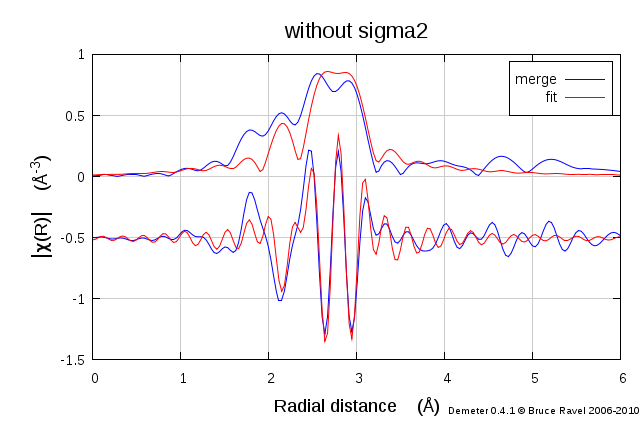 without sigma2
merge
fit
1
0.5
0
-0.5
-1
-1.5
|χ(R)| (Å⁻³)
0 1 2 3 4 5 6
Radial distance (Å)
Demeter 0.4.1 © Bruce Ravel 2006-2010